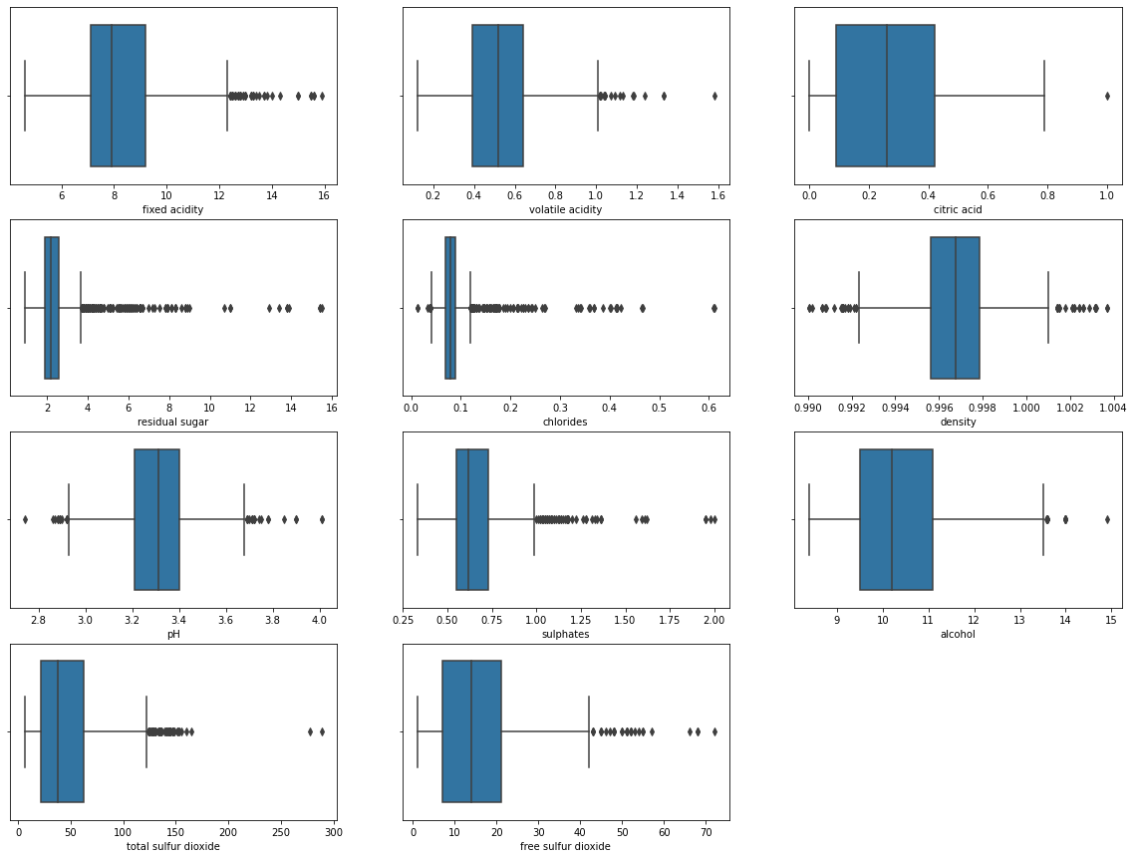 6 8 10 12 14 16
fixed acidity
0.2 0.4 0.6 0.8 1.0 1.2 1.4 1.6
volatile acidity
0.0 0.2 0.4 0.6 0.8 1.0
citric acid
2 4 6 8 10 12 14 16
residual sugar
0.0 0.1 0.2 0.3 0.4 0.5 0.6
chlorides
0.990 0.992 0.994 0.996 0.998 1.000 1.002 1.004
density
2.8 3.0 3.2 3.4 3.6 3.8 4.0
pH
0.25 0.50 0.75 1.00 1.25 1.50 1.75 2.00
sulphates
9 10 11 12 13 14 15
alcohol
0 50 100 150 200 250 300
total sulfur dioxide
0 10 20 30 40 50 60 70
free sulfur dioxide